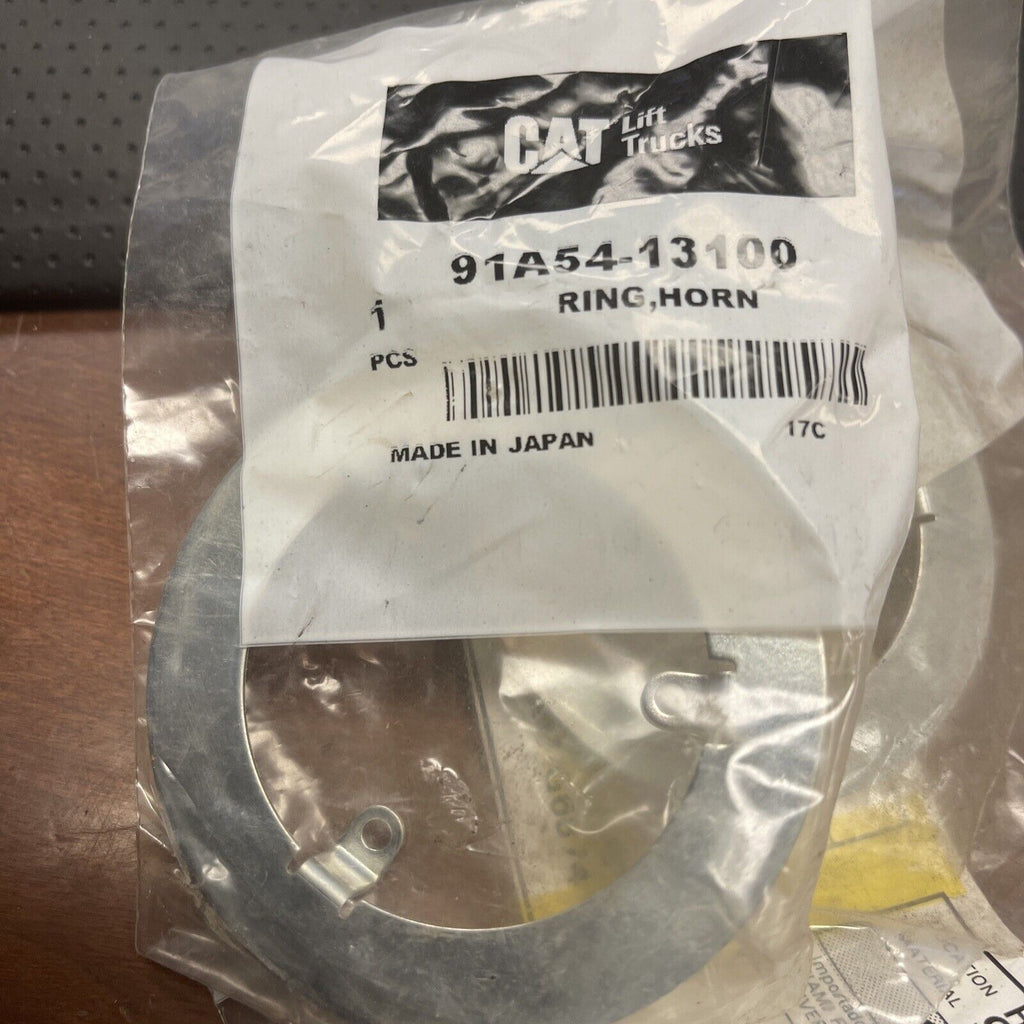 CAT Lift Trucks
91A54-13100
RING,HORN
1
PCS
MADE IN JAPAN
17C